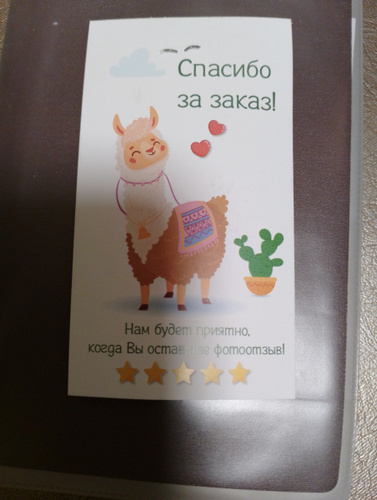 Спасибо
за заказ!
Нам будет приятно,
когда Вы фотоотзыв!